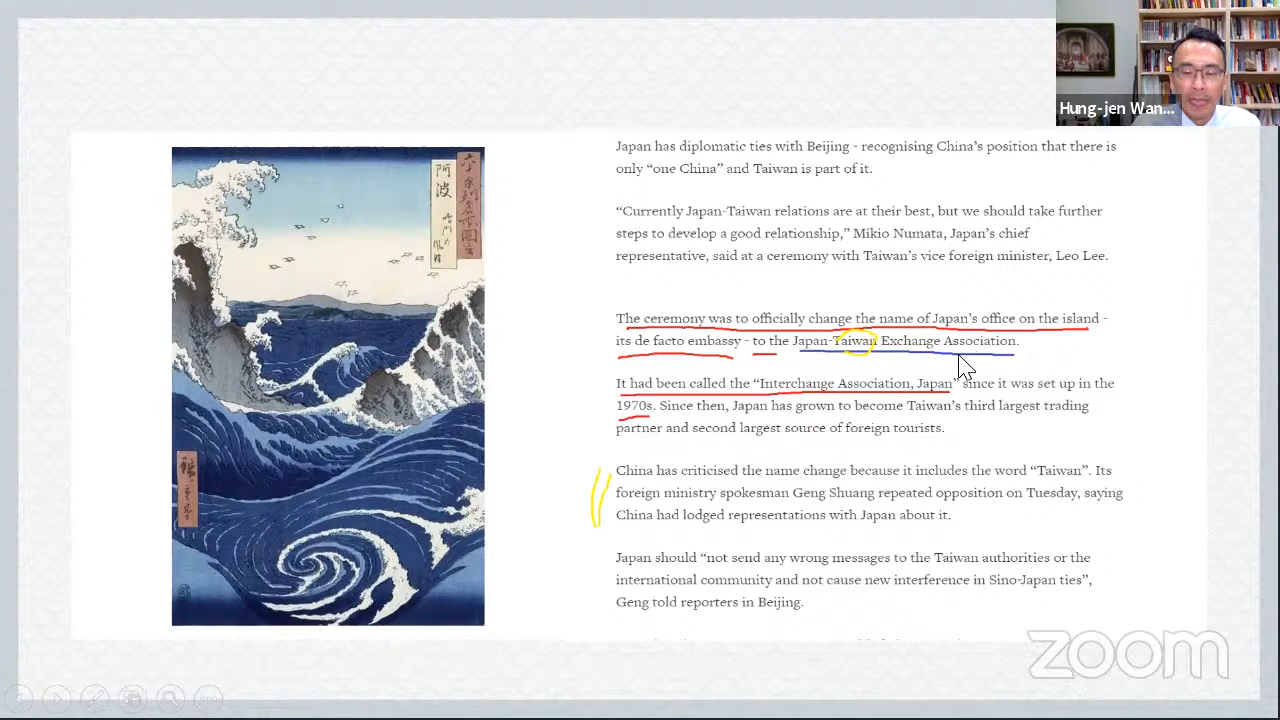 Hung-jen Wan...
Japan has diplomatic ties with Beijing - recognising China's position that there is
only “one China” and Taiwan is part of it.
“Currently Japan-Taiwan relations are at their best, but we should take further
steps to develop a good relationship,” Mikio Numata, Japan's chief
representative, said at a ceremony with Taiwan's vice foreign minister, Leo Lee.
The ceremony was to officially change the name of Japan's office on the island -
its de facto embassy - to the Japan-Taiwan Exchange Association.
It had been called the “Interchange Association, Japan” since it was set up in the
1970s. Since then, Japan has grown to become Taiwan's third largest trading
partner and second largest source of foreign tourists.
China has criticised the name change because it includes the word “Taiwan”. Its
foreign ministry spokesman Geng Shuang repeated opposition on Tuesday, saying
China had lodged representations with Japan about it.
Japan should “not send any wrong messages to the Taiwan authorities or the
international community and not cause new interference in Sino-Japan ties”,
Geng told reporters in Beijing.
阿波
zoom